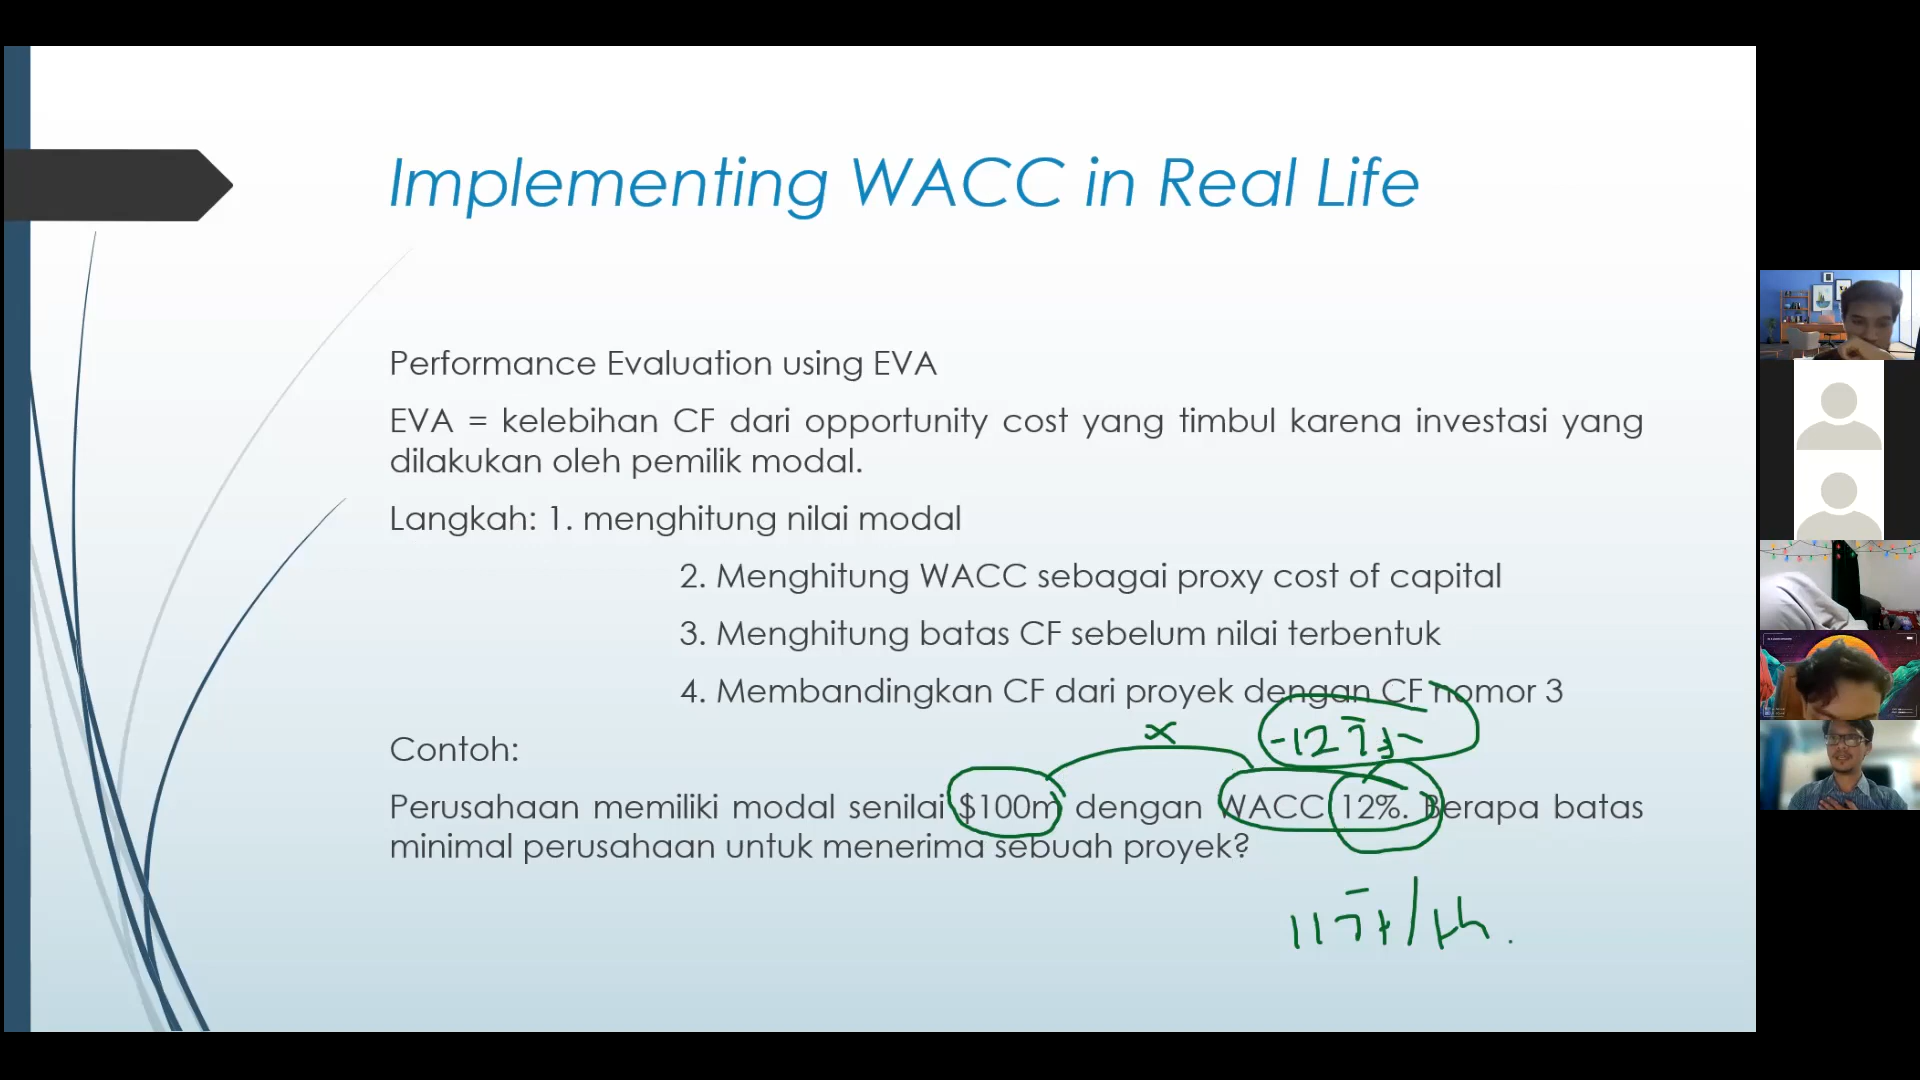 Implementing WACC in Real Life
Performance Evaluation using EVA
EVA = kelebihan CF dari opportunity cost yang timbul karena investasi yang
dilakukan oleh pemilik modal.
Langkah: 1. menghitung nilai modal
2. Menghitung WACC sebagai proxy cost of capital
3. Menghitung batas CF sebelum nilai terbentuk
4. Membandingkan CF dari proyek dengan CF nomor 3
x
Contoh:
Perusahaan memiliki modal senilai $100m dengan WACC 12%. Berapa batas
minimal perusahaan untuk menerima sebuah proyek?